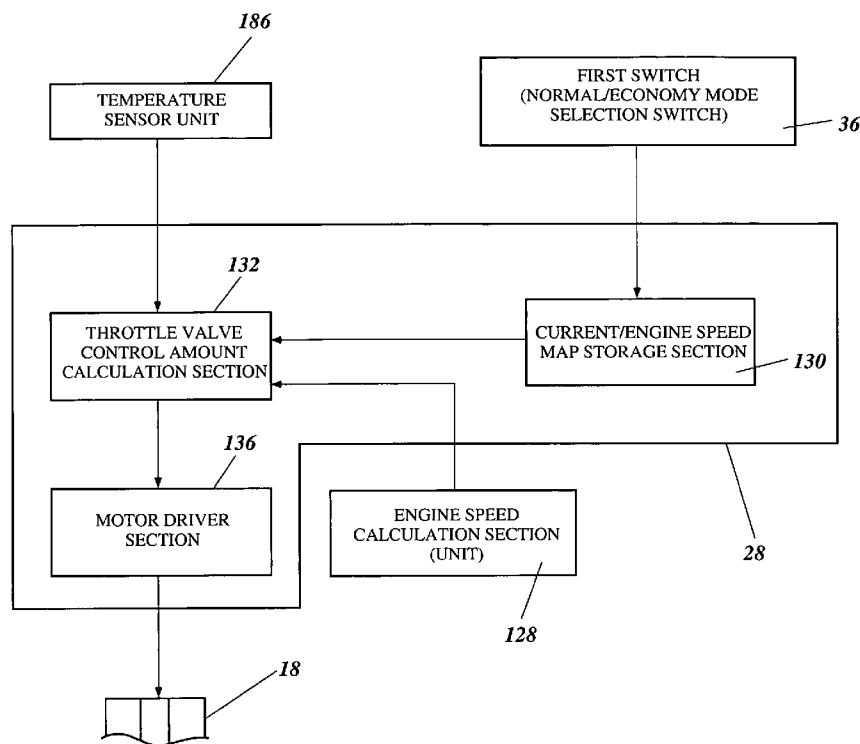 186
TEMPERATURE
SENSOR UNIT
FIRST SWITCH
(NORMAL/ECONOMY MODE
SELECTION SWITCH)
36
132
THROTTLE VALVE
CONTROL AMOUNT
CALCULATION SECTION
CURRENT/ENGINE SPEED
MAP STORAGE SECTION
130
136
MOTOR DRIVER
SECTION
ENGINE SPEED
CALCULATION SECTION
(UNIT)
28
128
18